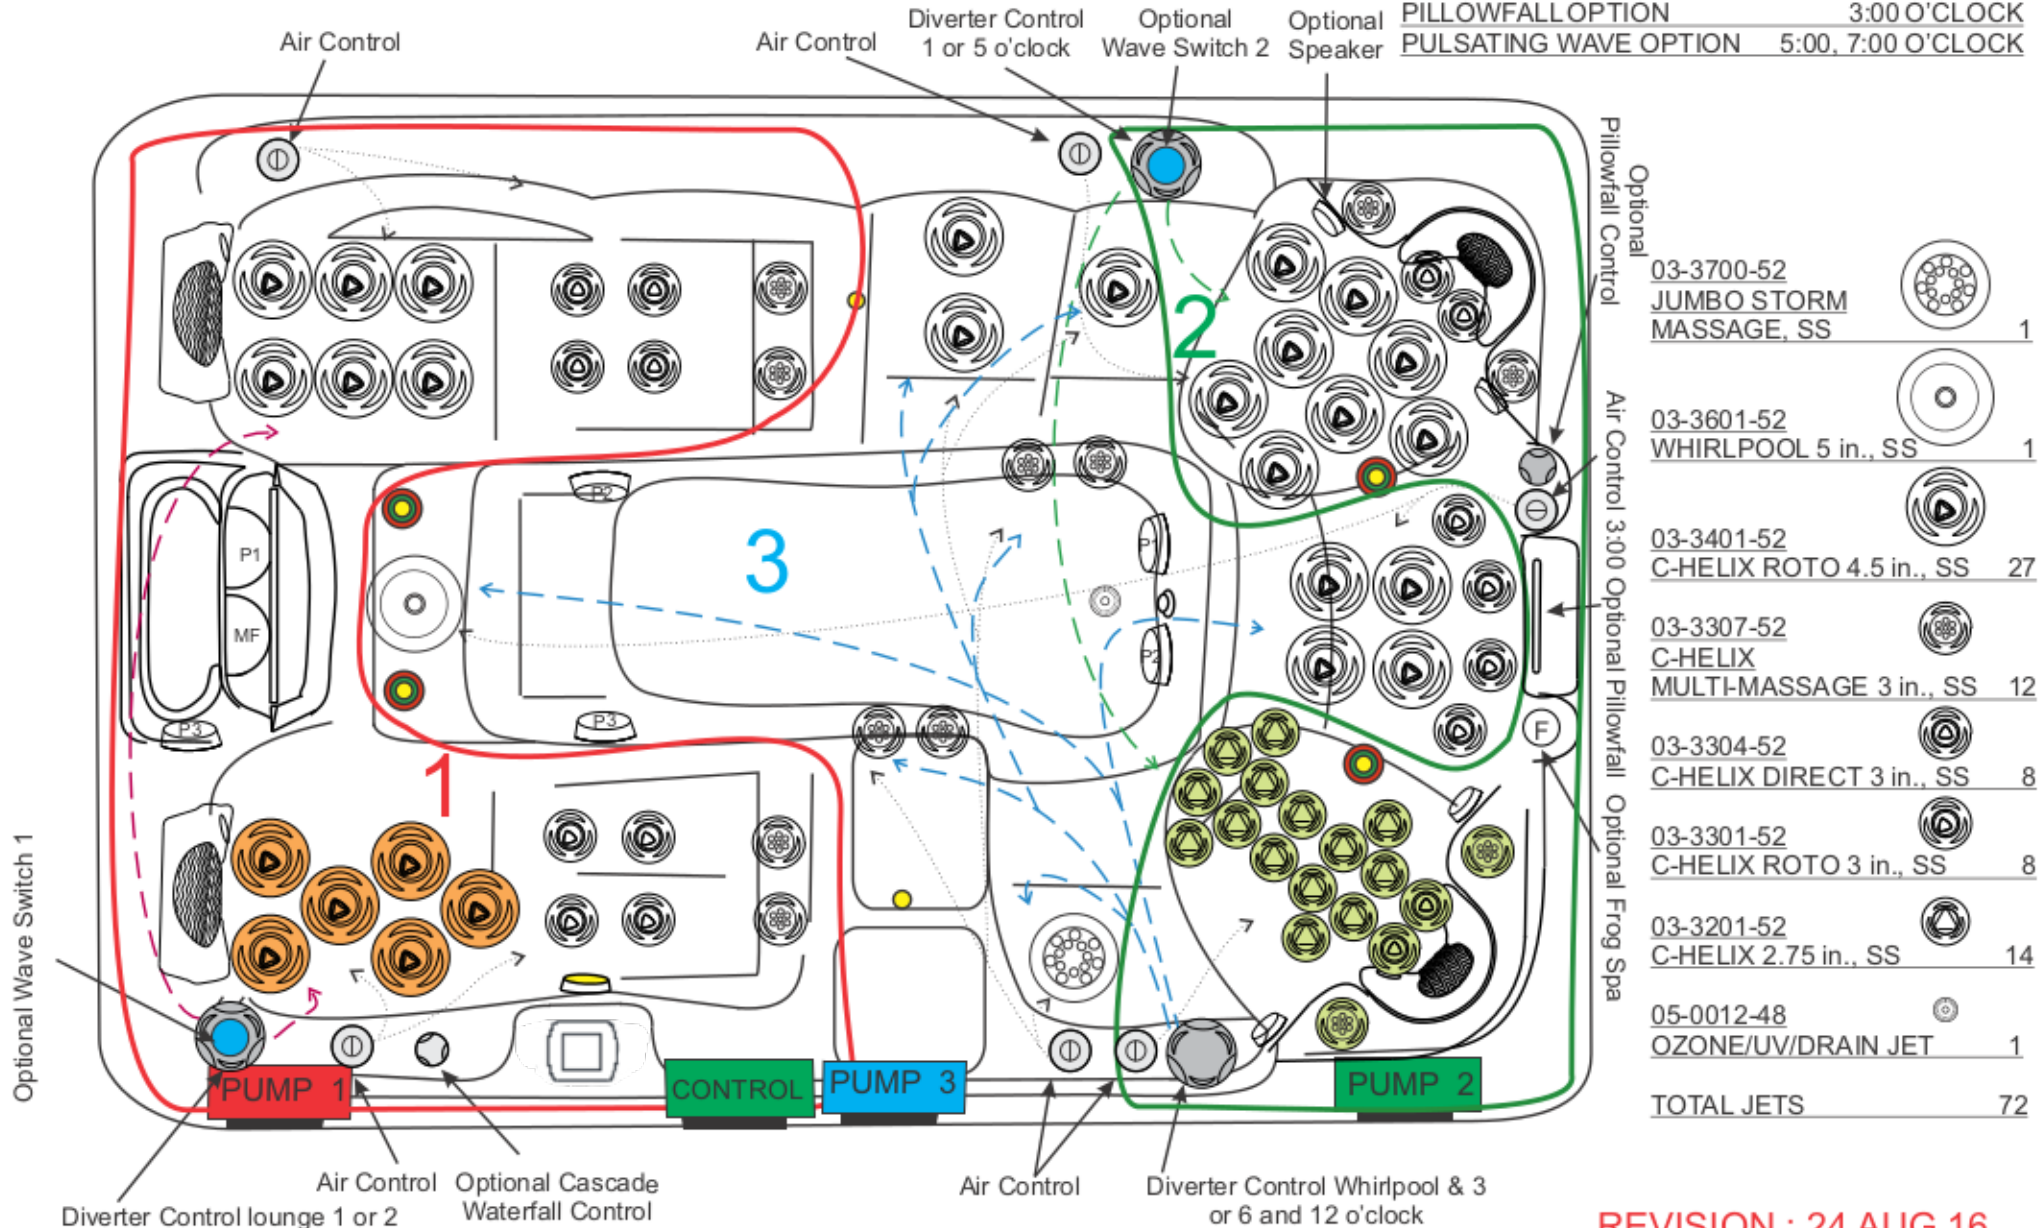 Air Control
Air Control
Diverter Control
1 or 5 o'clock
Optional
Wave Switch 2
Optional
Speaker
PILLOWFALL OPTION 3:00 O'CLOCK
PULSATING WAVE OPTION 5:00, 7:00 O'CLOCK
Optional
Pillowfall Control
Air Control 3:00 Optional Pillowfall Optional Frog Spa
03-3700-52
JUMBO STORM
MASSAGE, SS 1
03-3601-52
WHIRLPOOL 5 in., SS 1
03-3401-52
C-HELIX ROTO 4.5 in., SS 27
03-3307-52
C-HELIX
MULTI-MASSAGE 3 in., SS 12
03-3304-52
C-HELIX DIRECT 3 in., SS 8
03-3301-52
C-HELIX ROTO 3 in., SS 8
03-3201-52
C-HELIX 2.75 in., SS 14
05-0012-48
OZONE/UV/DRAIN JET 1
TOTAL JETS 72
2
P2
P1
3
P1
MF
P2
P3
P3
F
1
Optional Wave Switch 1
PUMP 1
CONTROL
PUMP 3
PUMP 2
Air Control
Optional Cascade
Waterfall Control
Diverter Control lounge 1 or 2
Air Control
Diverter Control Whirlpool & 3
or 6 and 12 o'clock
REVISION : 24 AUG 16